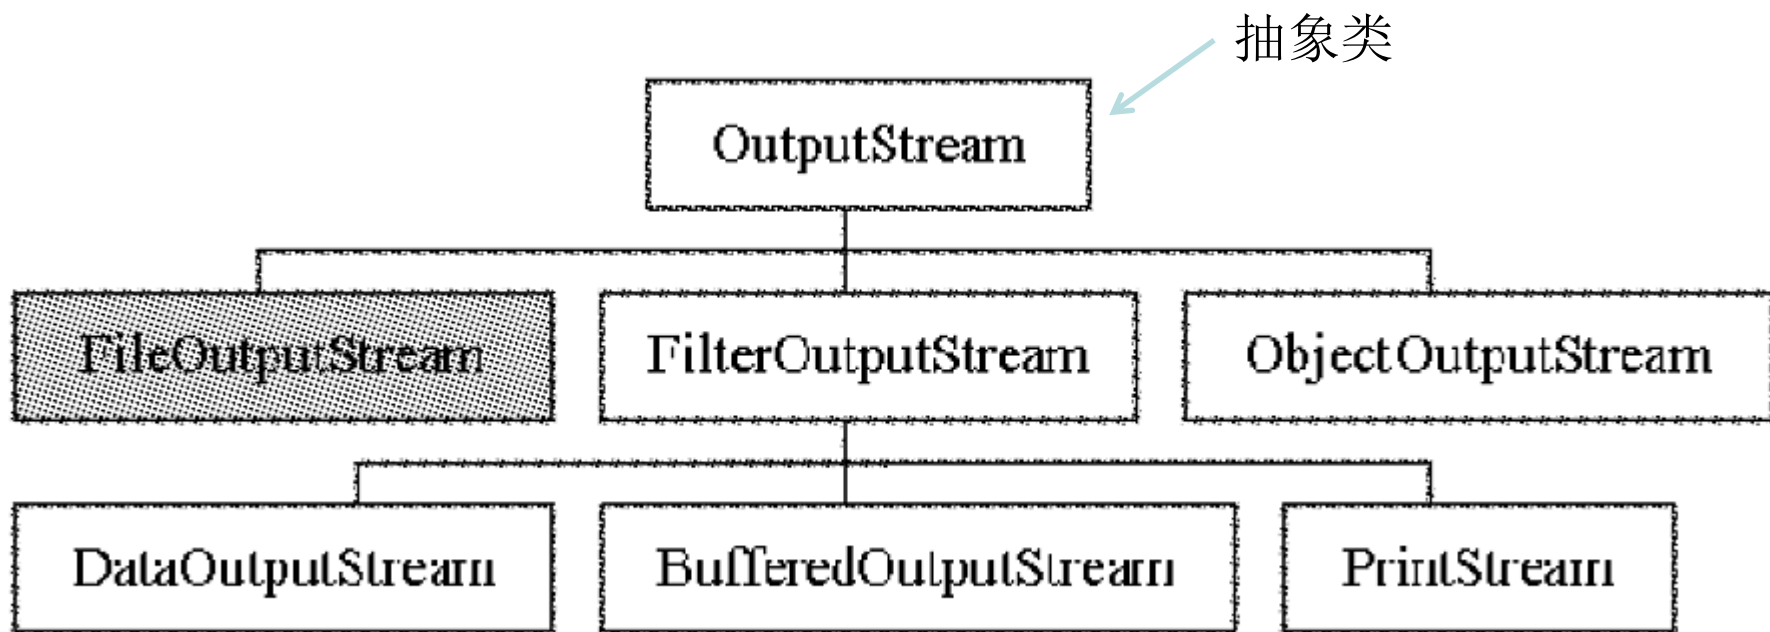 抽象类
OutputStream
FileOutputStream
FilterOutputStream
ObjectOutputStream
DataOutputStream
BufferedOutputStream
PrintStream